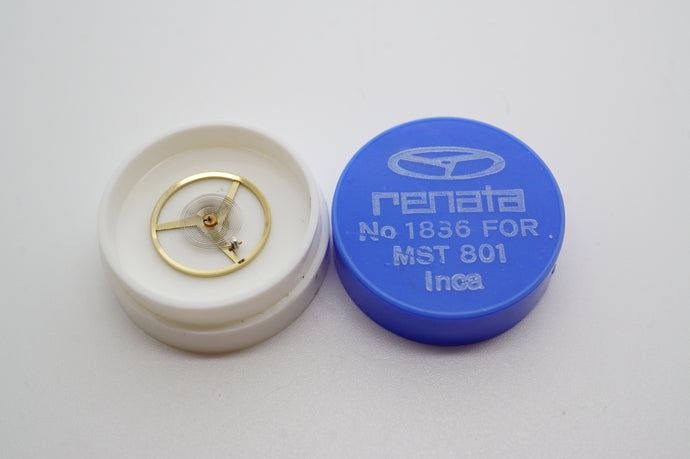 renata
No 1836 FOR
MST 801
Inca